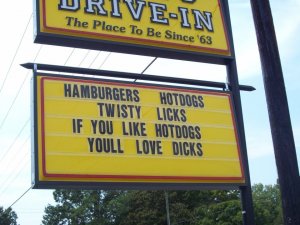 DRIVE-IN
The Place To Be Since '63
HAMBURGERS HOTDOGS
TWISTY LICKS
IF YOU LIKE HOTDOGS
YOULL LOVE DICKS